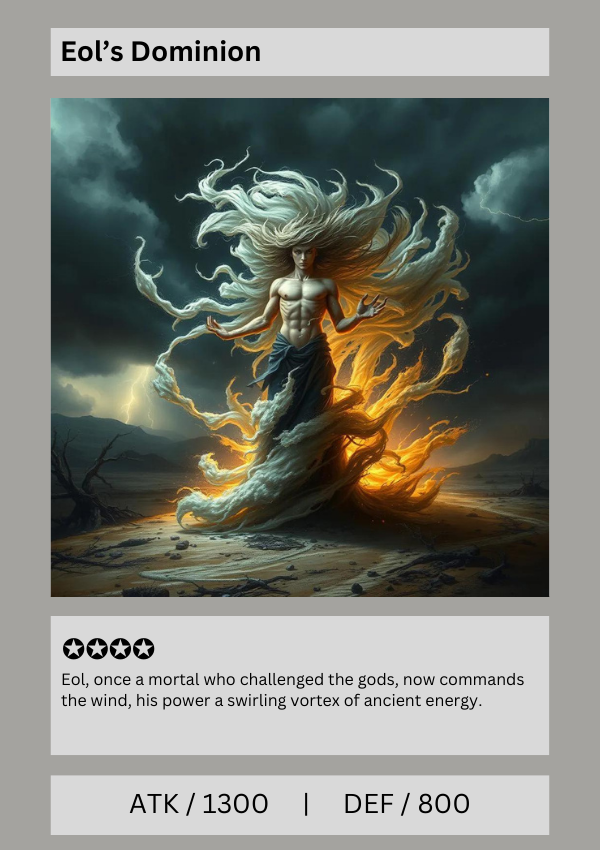 Eol’s Dominion
✪✪✪✪
Eol, once a mortal who challenged the gods, now commands
the wind, his power a swirling vortex of ancient energy.
ATK / 1300 | DEF / 800